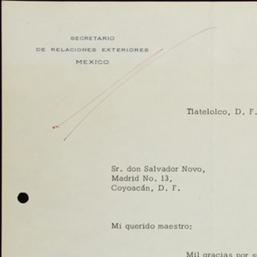 SECRETARIO
DE RELACIONES EXTERIORES
MEXICO
Tlatelolco, D. F.
Sr. don Salvador Novo,
Madrid No. 13,
Coyoacán, D. F.
Mi querido maestro:
Mil gracias por s